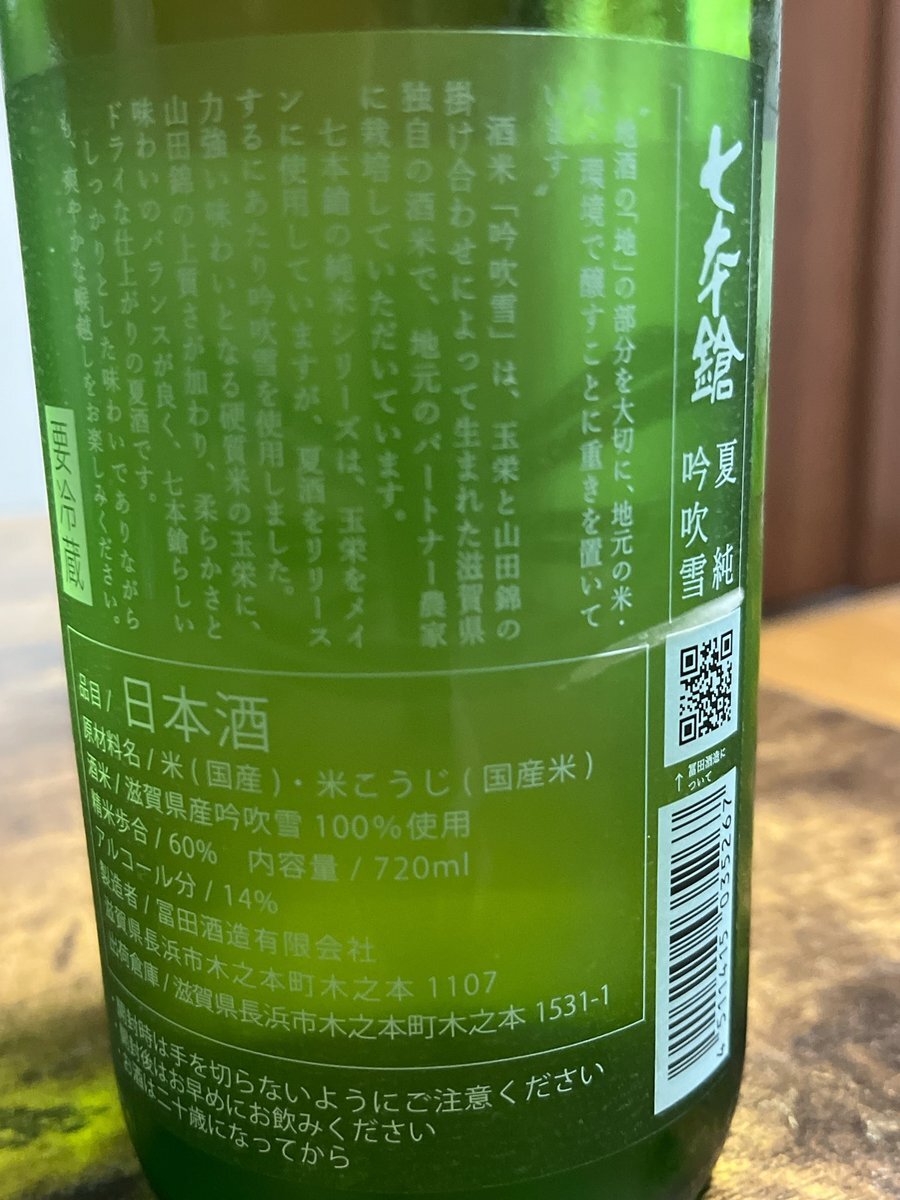 七本鎗 夏 純
吟吹雪
"地酒の「地」の部分を大切に、地元の米・
環境で醸すことに重きを置いて
います"
酒米「吟吹雪」は、玉栄と山田錦の
掛け合わせによって生まれた滋賀県
独自の酒米で、地元のパートナー農家
に栽培していただいています。
七本鎗の純米シリーズは、玉栄をメイ
ンに使用していますが、夏酒をリリース
するにあたり吟吹雪を使用しました。
力強い味わいとなる硬質米の玉栄に、
山田錦の上質さが加わり、柔らかさと
味わいのバランスが良く、七本鎗らしい
ドライな仕上がりの夏酒です。
しっかりとした味わいでありながら
も、爽やかな喉越しをお楽しみください。
要冷蔵
品目 / 日本酒
原材料名 / 米 ( 国産 )・米こうじ ( 国産米 )
酒米 / 滋賀県産吟吹雪 100%使用
精米歩合 / 60% 内容量 / 720ml
アルコール分 / 14%
製造者 / 冨田酒造有限会社
滋賀県長浜市木之本町木之本 1107
出荷倉庫 / 滋賀県長浜市木之本町木之本 1531-1
開封時は手を切らないようにご注意ください
開封後はお早めにお飲みください
お酒は二十歳になってから
↑ 冨田酒造に
ついて
4 511415 035267